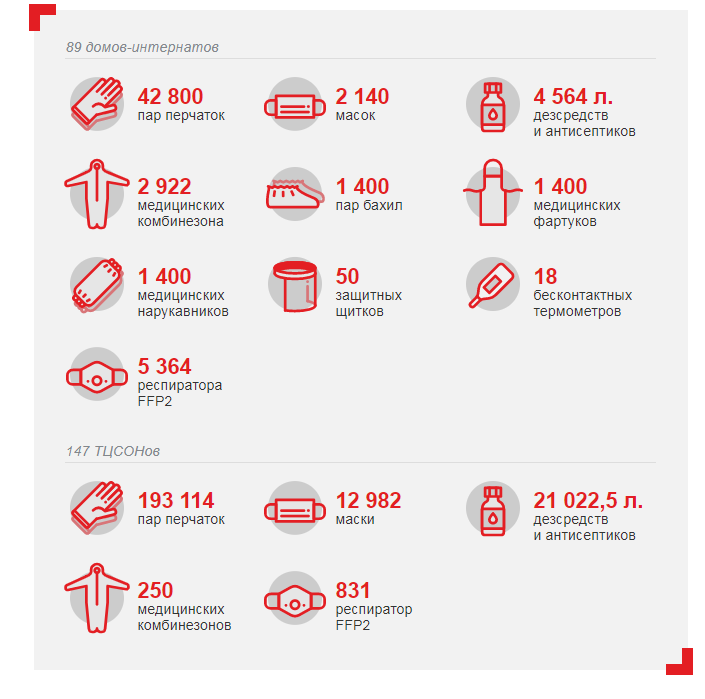 89 домов-интернатов
42 800
пар перчаток
2 140
масок
4 564 л.
дезсредств
и антисептиков
2 922
медицинских
комбинезона
1 400
пар бахил
1 400
медицинских
фартуков
1 400
медицинских
нарукавников
50
защитных
щитков
18
бесконтактных
термометров
5 364
респиратора
FFP2
147 ТЦСОНов
193 114
пар перчаток
12 982
маски
21 022,5 л.
дезсредств
и антисептиков
250
медицинских
комбинезонов
831
респиратор
FFP2